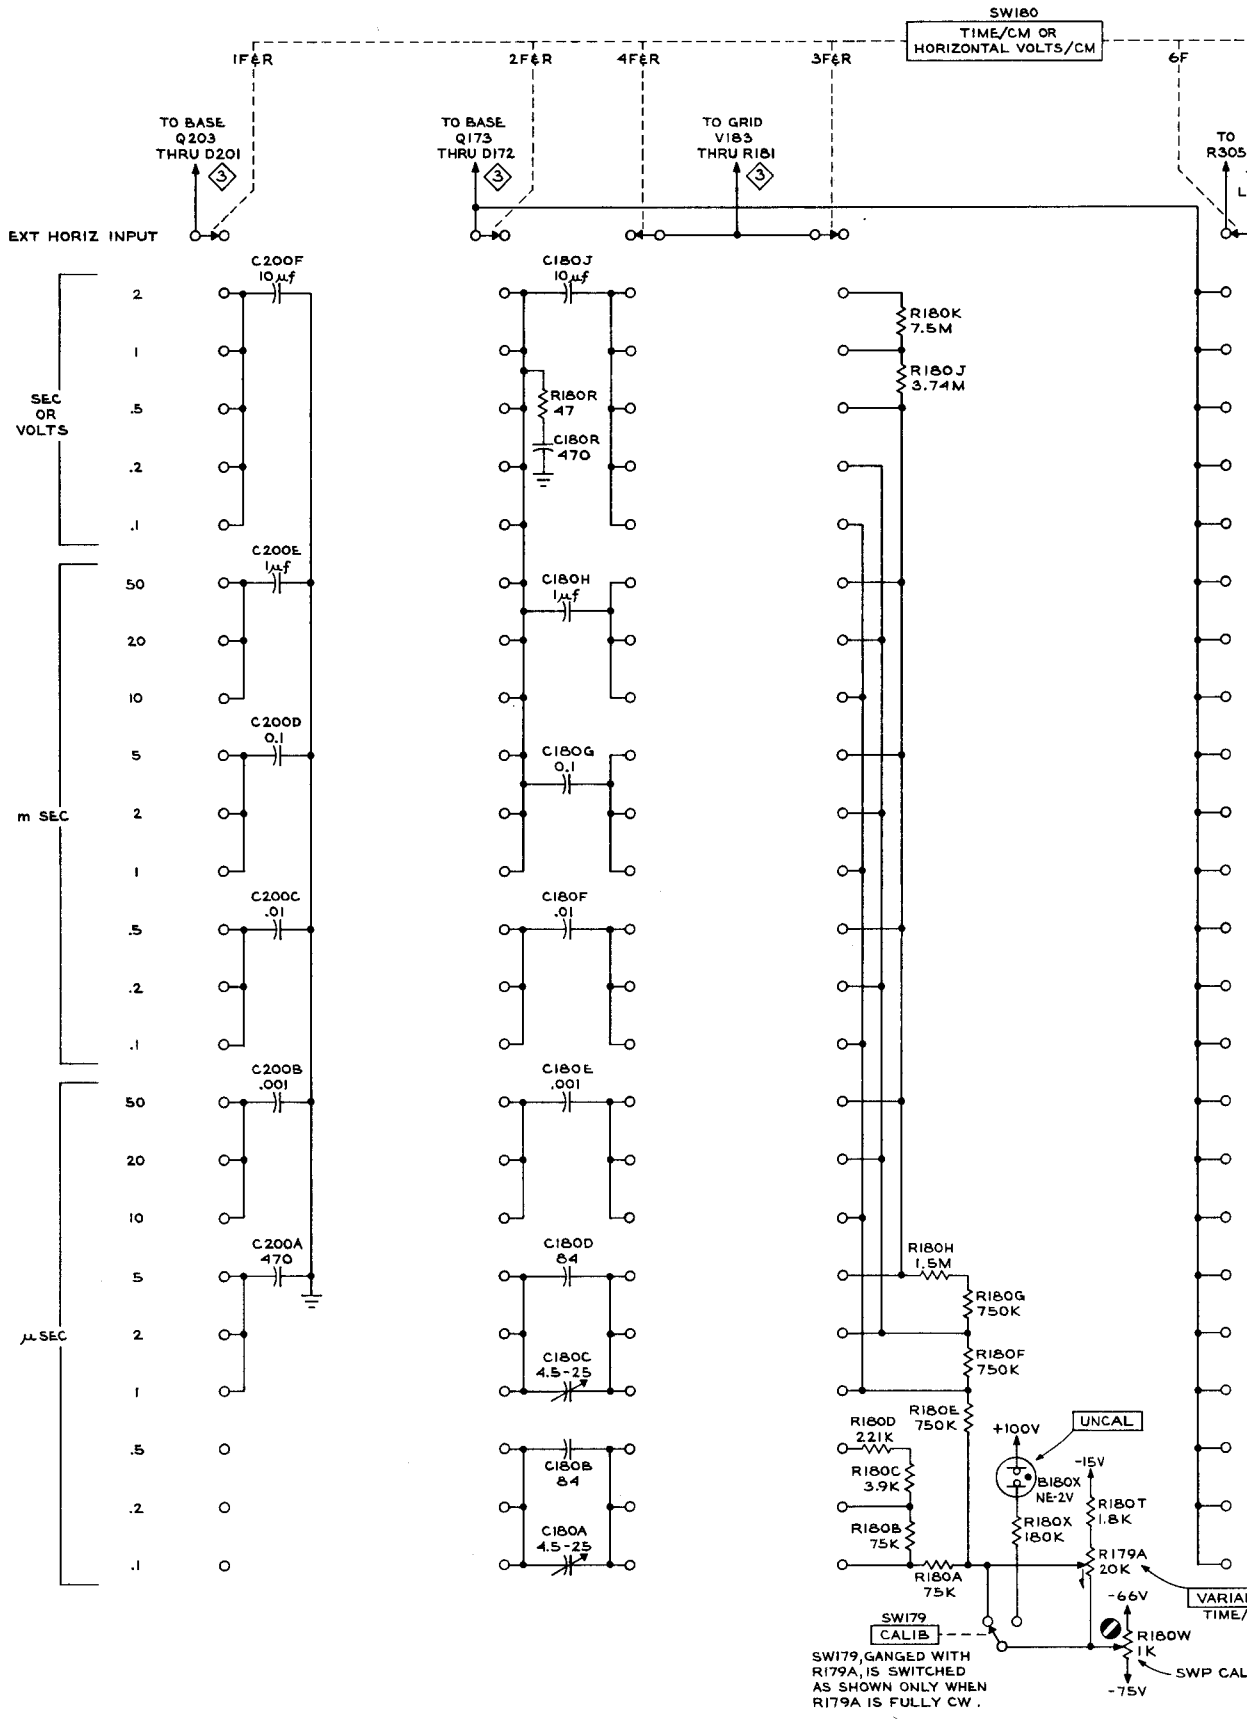 SW180
TIME/CM OR
HORIZONTAL VOLTS/CM
1F&R
2F&R
4F&R
3F&R
6F
TO BASE
Q203
THRU D201
3
TO BASE
Q173
THRU D172
3
TO GRID
V183
THRU R181
3
TO
R305
L
EXT HORIZ INPUT
SEC
OR
VOLTS
2
1
.5
.2
.1
m SEC
50
20
10
5
2
1
.5
.2
.1
μ SEC
50
20
10
5
2
1
.5
.2
.1
C200F
10μf
C200E
1μf
C200D
0.1
C200C
.01
C200B
.001
C200A
470
C180J
10μf
R180R
47
C180R
470
C180H
1μf
C180G
0.1
C180F
.01
C180E
.001
C180D
84
C180C
4.5-25
C180B
84
C180A
4.5-25
R180K
7.5M
R180J
3.74M
R180H
1.5M
R180G
750K
R180F
750K
R180E
750K
R180D
221K
R180C
3.9K
R180B
75K
R180A
75K
+100V
UNCAL
B180X
NE-2V
R180X
180K
-15V
R180T
1.8K
R179A
20K
VARIA
TIME/
-66V
R180W
1K
SWP CAL
-75V
SW179
CALIB
SW179, GANGED WITH
R179A, IS SWITCHED
AS SHOWN ONLY WHEN
R179A IS FULLY CW.